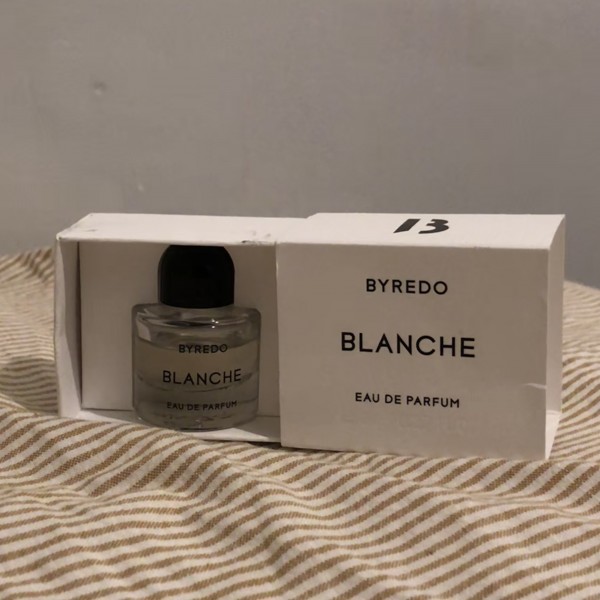 BYREDO
BLANCHE
EAU DE PARFUM
13
BYREDO
BLANCHE
EAU DE PARFUM